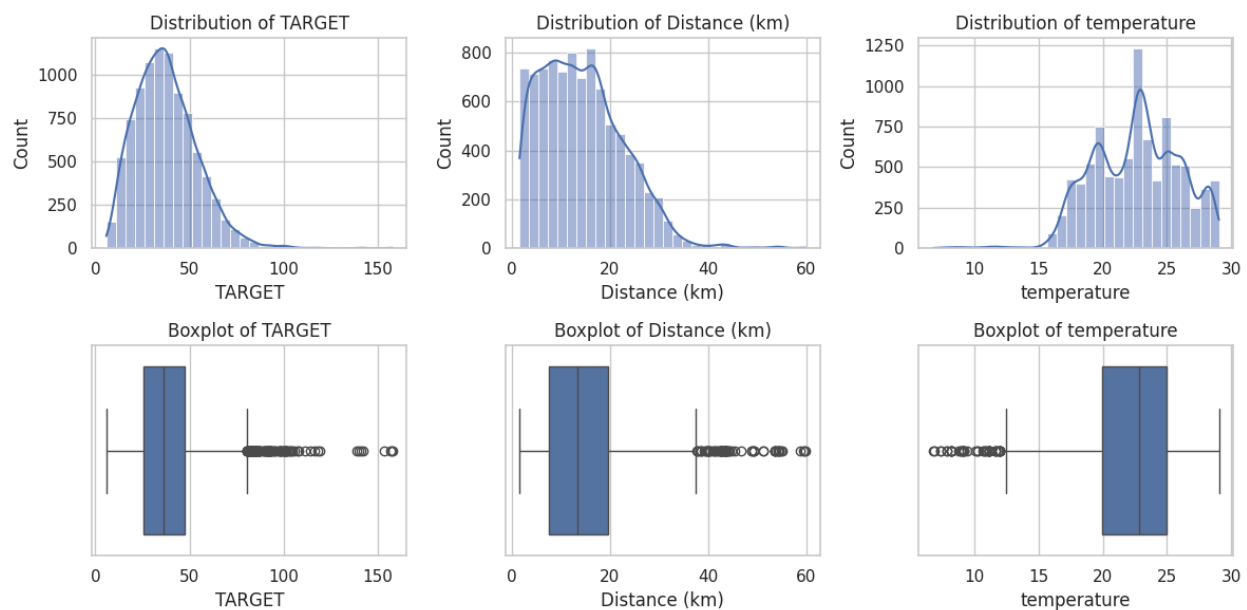 Distribution of TARGET
Distribution of Distance (km)
Distribution of temperature
Count
1000
750
500
250
0
0
50
100
150
TARGET
Count
800
600
400
200
0
0
20
40
60
Distance (km)
Count
1250
1000
750
500
250
0
10
15
20
25
30
temperature
Boxplot of TARGET
Boxplot of Distance (km)
Boxplot of temperature
0
50
100
150
TARGET
0
20
40
60
Distance (km)
10
15
20
25
30
temperature